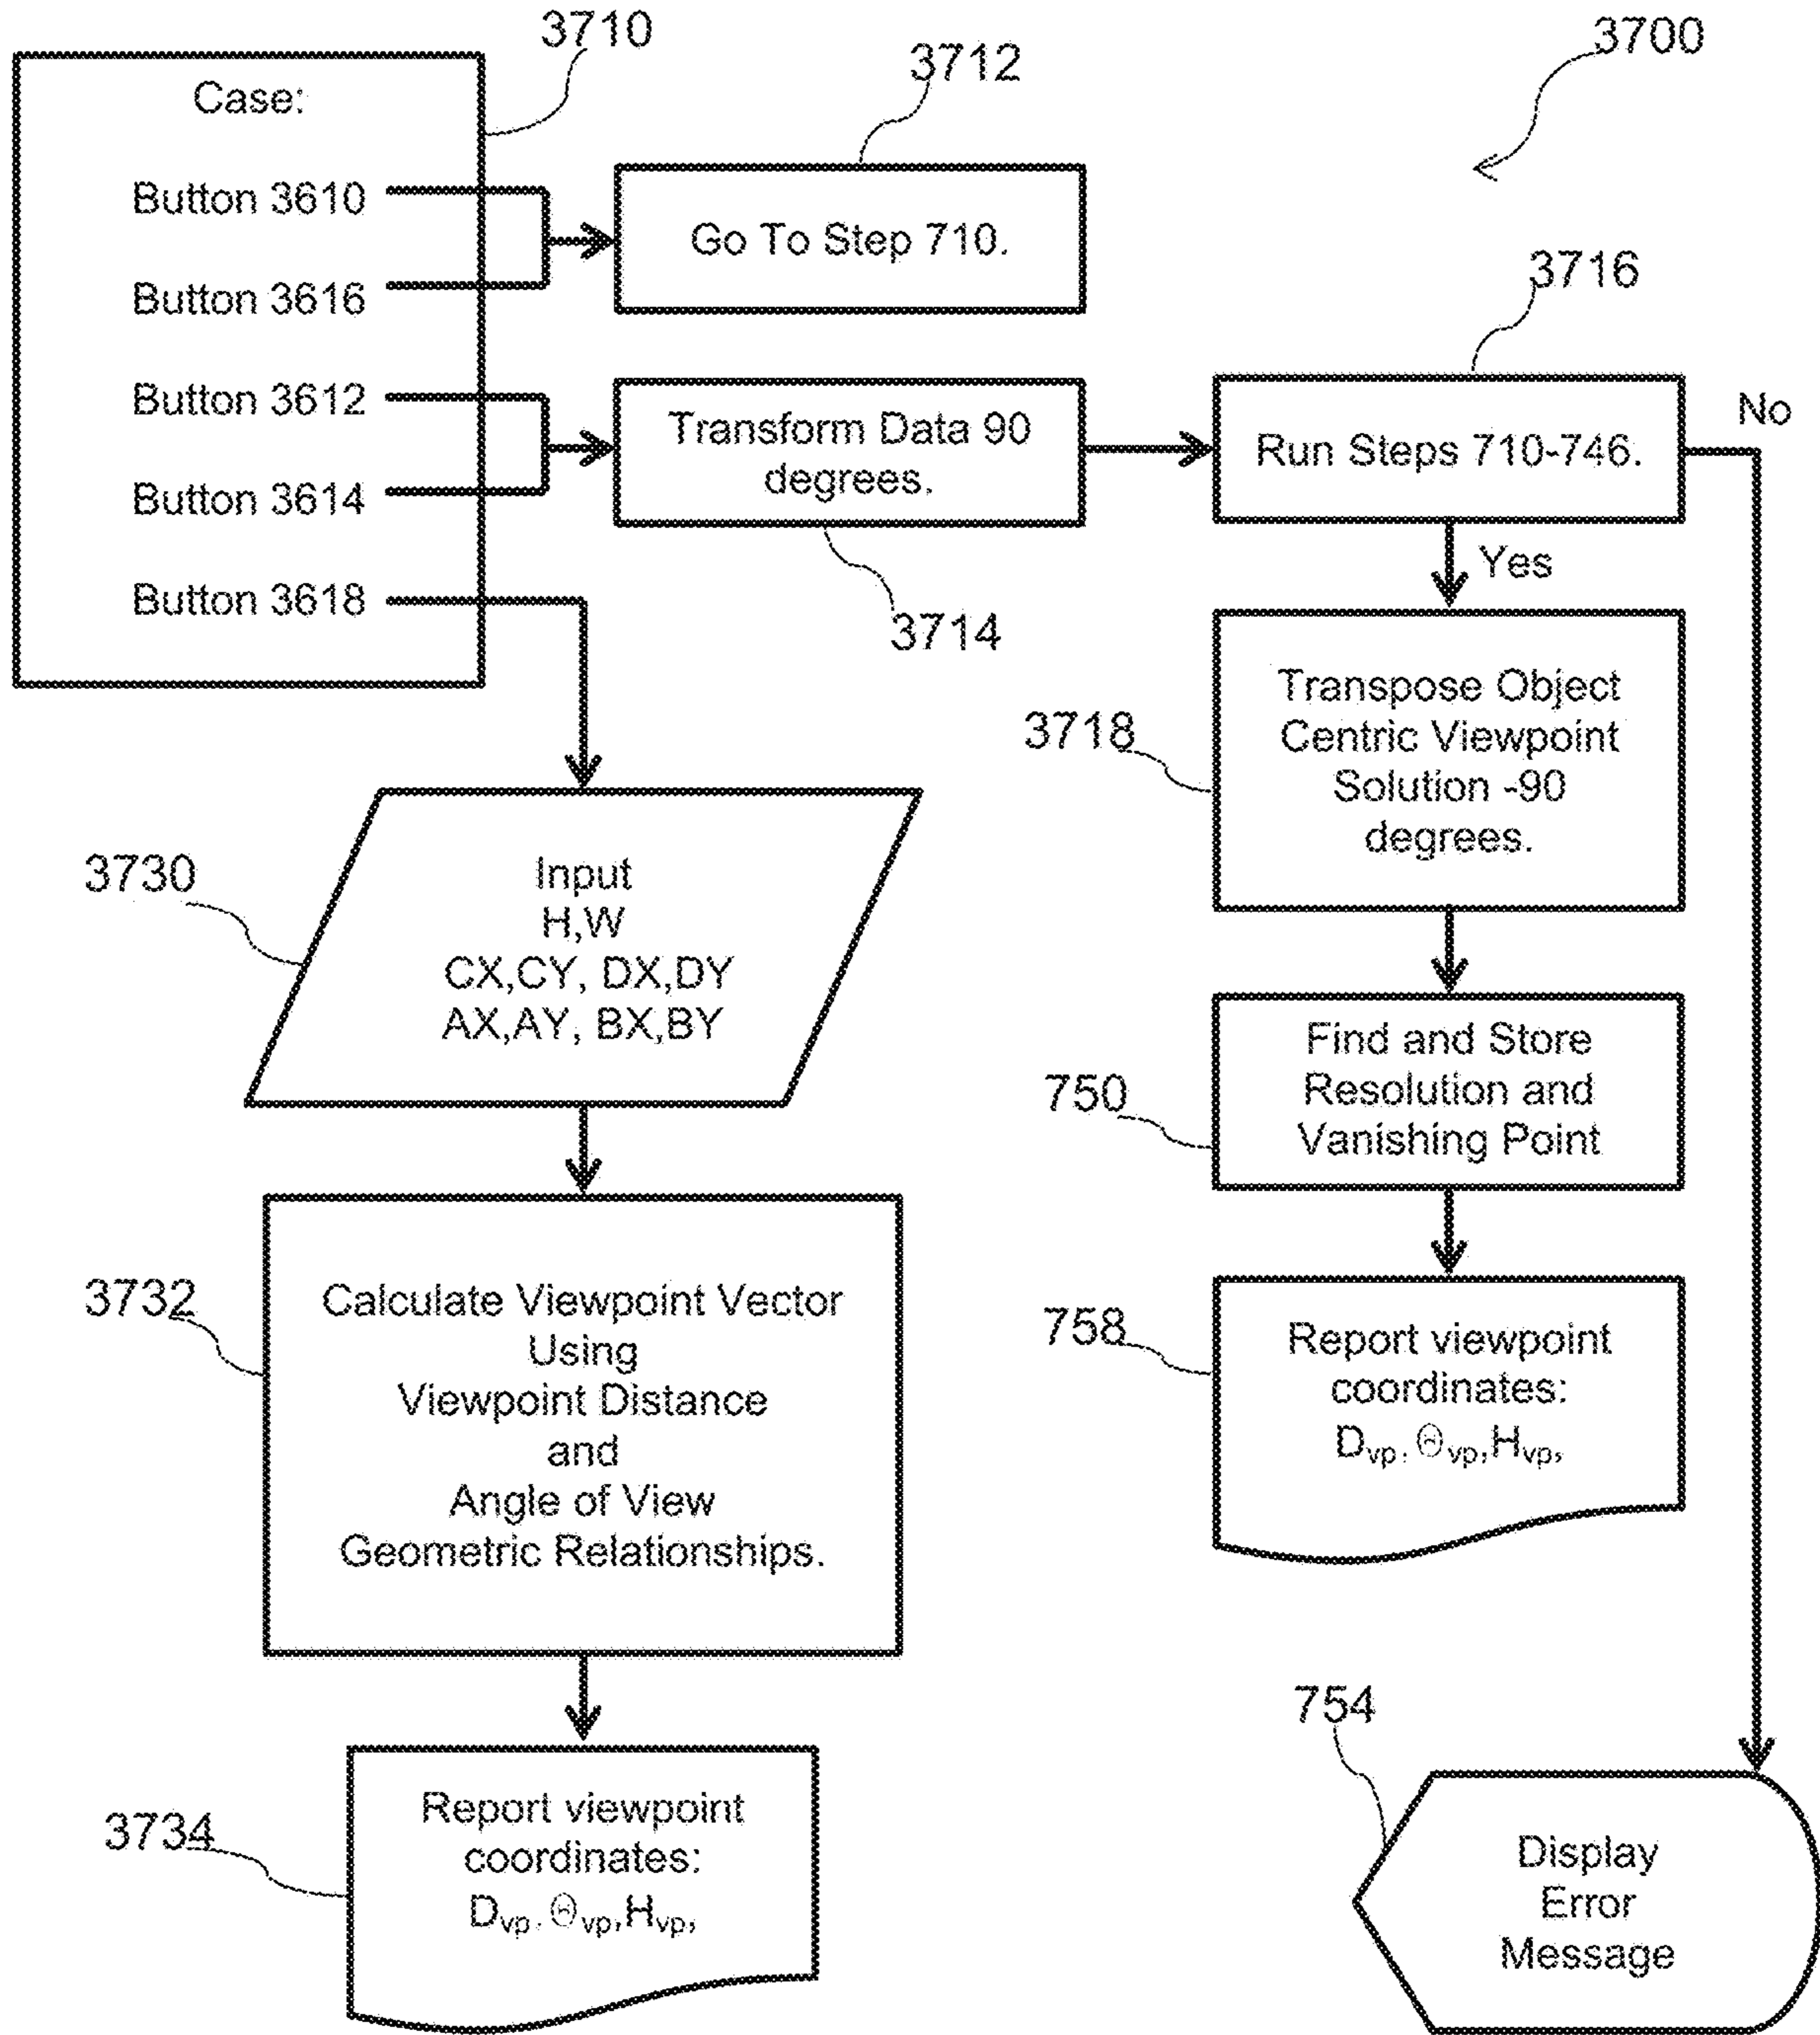 3710
3712
3700
Case:
Button 3610
Button 3616
Button 3612
Button 3614
Button 3618
Go To Step 710.
3716
Transform Data 90
degrees.
3714
Run Steps 710-746.
No
Yes
3718
Transpose Object
Centric Viewpoint
Solution -90
degrees.
3730
Input
H,W
CX,CY, DX,DY
AX,AY, BX,BY
750
Find and Store
Resolution and
Vanishing Point
3732
Calculate Viewpoint Vector
Using
Viewpoint Distance
and
Angle of View
Geometric Relationships.
758
Report viewpoint
coordinates:
Dvp, Θvp,Hvp,
3734
Report viewpoint
coordinates:
Dvp, Θvp,Hvp,
754
Display
Error
Message